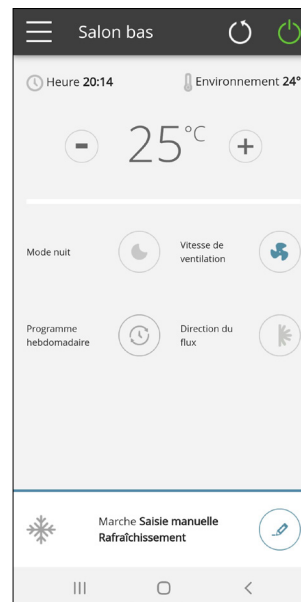 Salon bas
Heure 20:14
Environnement 24°
- 25°C +
Mode nuit
Vitesse de
ventilation
Programme
hebdomadaire
Direction du
flux
Marche Saisie manuelle
Rafraîchissement